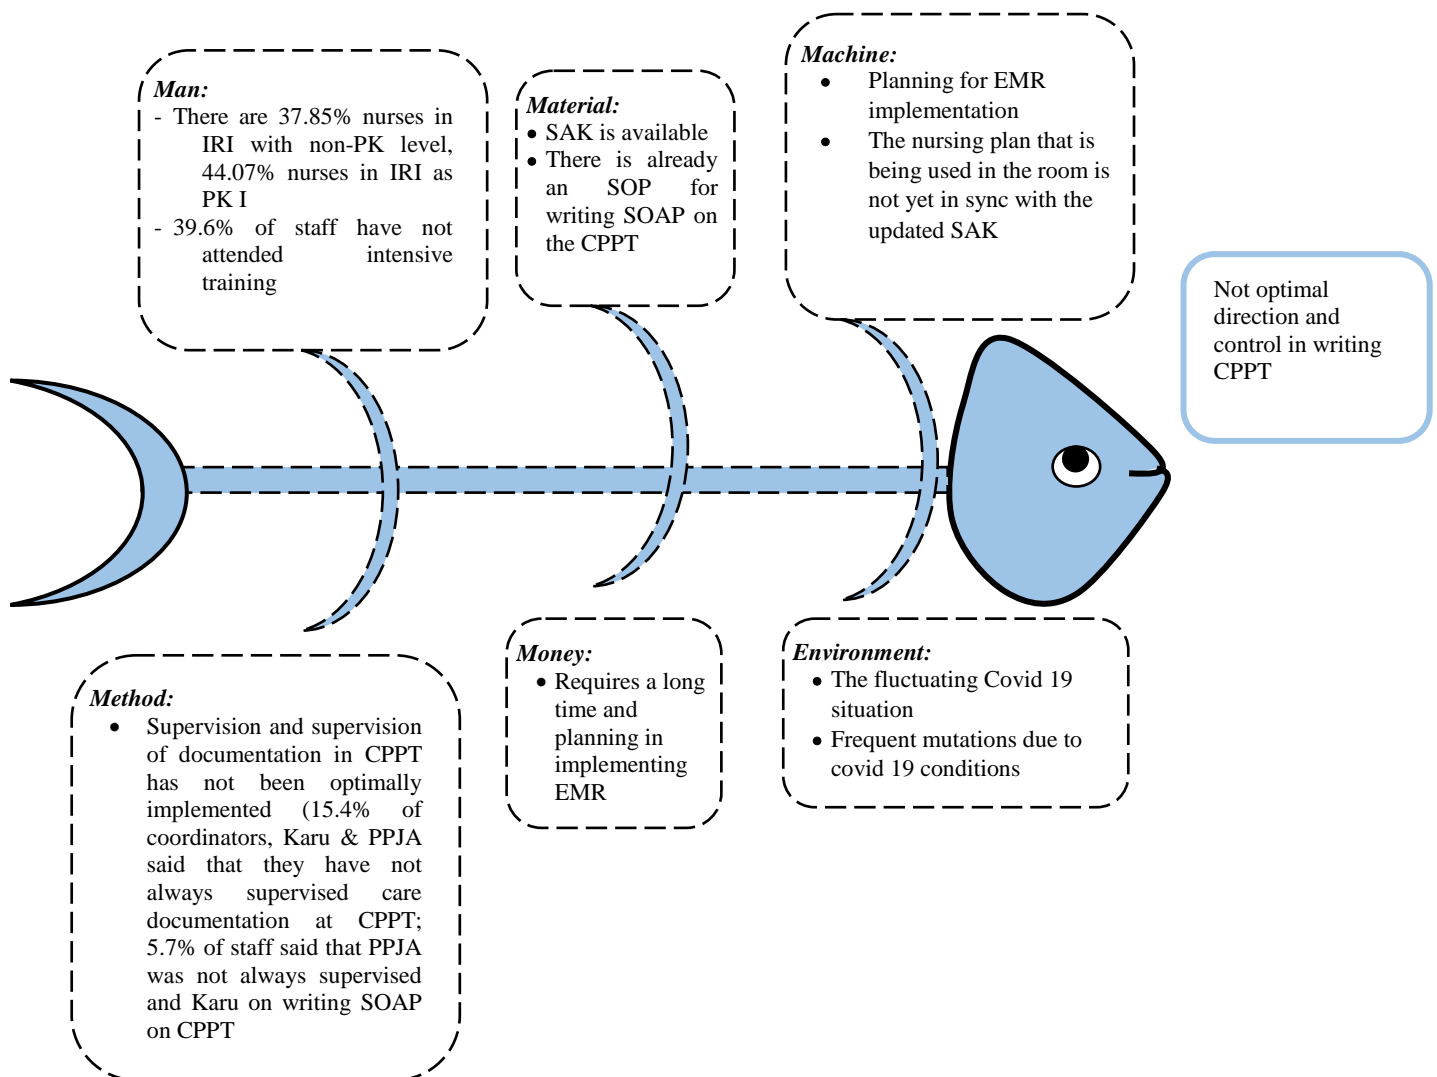 Man:
- There are 37.85% nurses in
IRI with non-PK level,
44.07% nurses in IRI as
PK I
- 39.6% of staff have not
attended intensive
training
Material:
• SAK is available
• There is already
an SOP for
writing SOAP on
the CPPT
Machine:
• Planning for EMR
implementation
• The nursing plan that is
being used in the room is
not yet in sync with the
updated SAK
Not optimal
direction and
control in writing
CPPT
Method:
• Supervision and supervision
of documentation in CPPT
has not been optimally
implemented (15.4% of
coordinators, Karu & PPJA
said that they have not
always supervised care
documentation at CPPT;
5.7% of staff said that PPJA
was not always supervised
and Karu on writing SOAP
on CPPT
Money:
• Requires a long
time and
planning in
implementing
EMR
Environment:
• The fluctuating Covid 19
situation
• Frequent mutations due to
covid 19 conditions